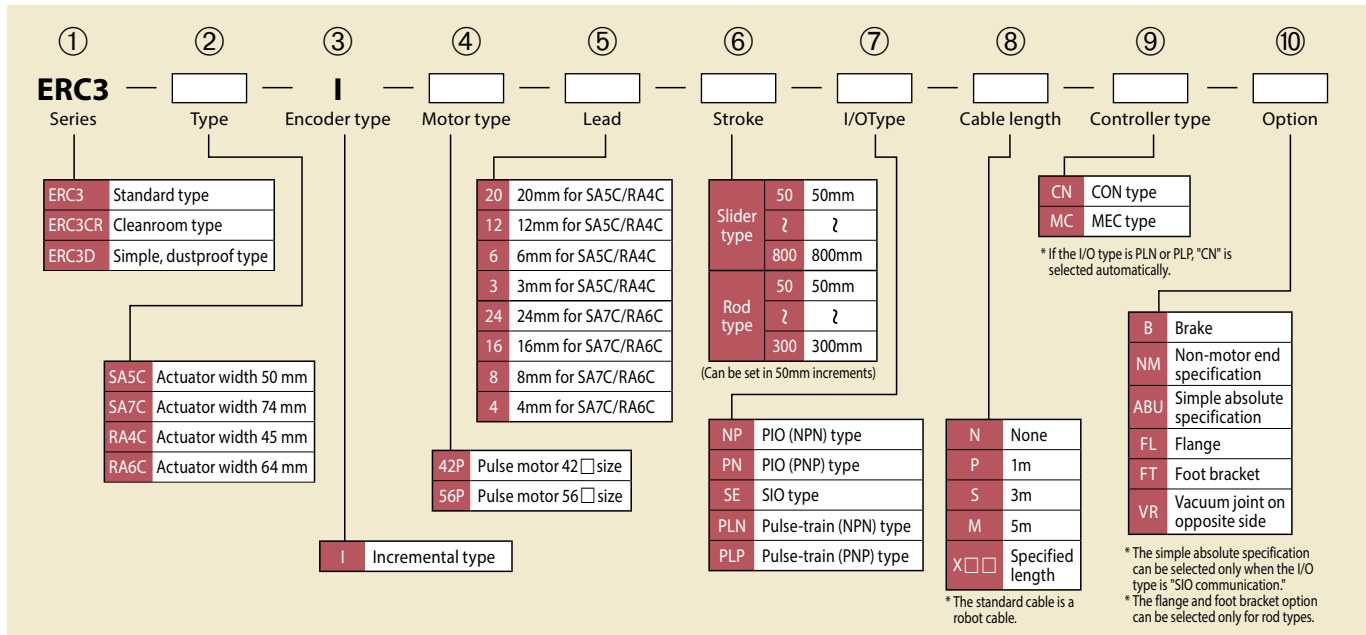 ① ② ③ ④ ⑤ ⑥ ⑦ ⑧ ⑨ ⑩
ERC3 — □ — I — □ — □ — □ — □ — □ — □ — □
Series Type Encoder type Motor type Lead Stroke I/OType Cable length Controller type Option
ERC3 Standard type
ERC3CR Cleanroom type
ERC3D Simple, dustproof type
SA5C Actuator width 50 mm
SA7C Actuator width 74 mm
RA4C Actuator width 45 mm
RA6C Actuator width 64 mm
I Incremental type
42P Pulse motor 42□size
56P Pulse motor 56□size
20 20mm for SA5C/RA4C
12 12mm for SA5C/RA4C
6 6mm for SA5C/RA4C
3 3mm for SA5C/RA4C
24 24mm for SA7C/RA6C
16 16mm for SA7C/RA6C
8 8mm for SA7C/RA6C
4 4mm for SA7C/RA6C
Slider type
50 50mm
~ ~
800 800mm
Rod type
50 50mm
~ ~
300 300mm
(Can be set in 50mm increments)
NP PIO (NPN) type
PN PIO (PNP) type
SE SIO type
PLN Pulse-train (NPN) type
PLP Pulse-train (PNP) type
N None
P 1m
S 3m
M 5m
X□□ Specified length
* The standard cable is a
robot cable.
CN CON type
MC MEC type
* If the I/O type is PLN or PLP, "CN" is
selected automatically.
B Brake
NM Non-motor end specification
ABU Simple absolute specification
FL Flange
FT Foot bracket
VR Vacuum joint on opposite side
* The simple absolute specification
can be selected only when the I/O
type is "SIO communication."
* The flange and foot bracket option
can be selected only for rod types.